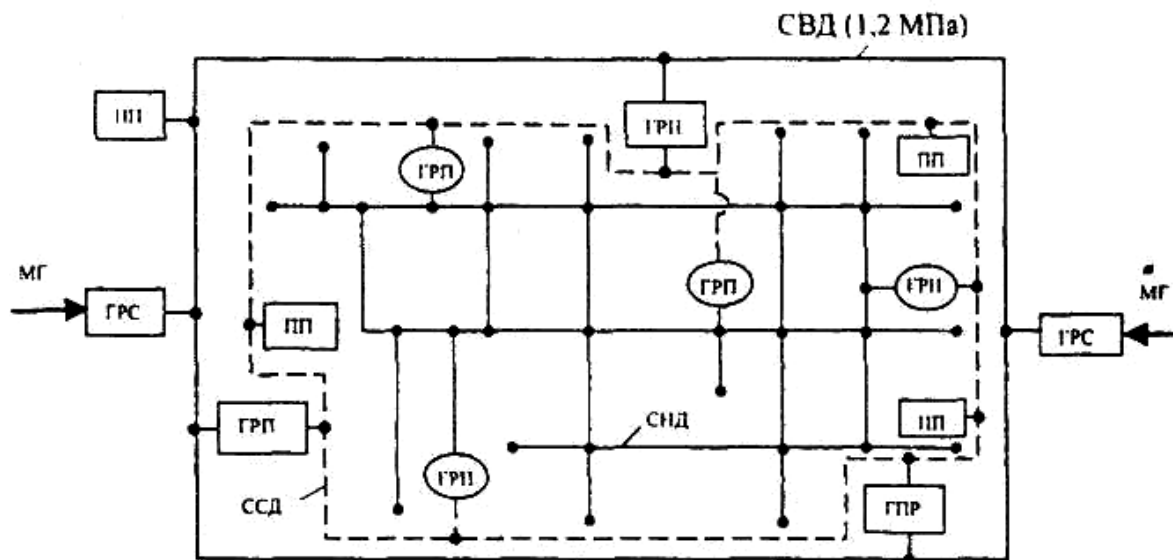 СВД (1,2 МПа)
ПП
ГРП
ПП
ГРП
МГ
ГРП
ГРП
МГ
ГРС
ПП
ГРС
ГРП
СНД
ПП
ГРП
ССД
ГПР